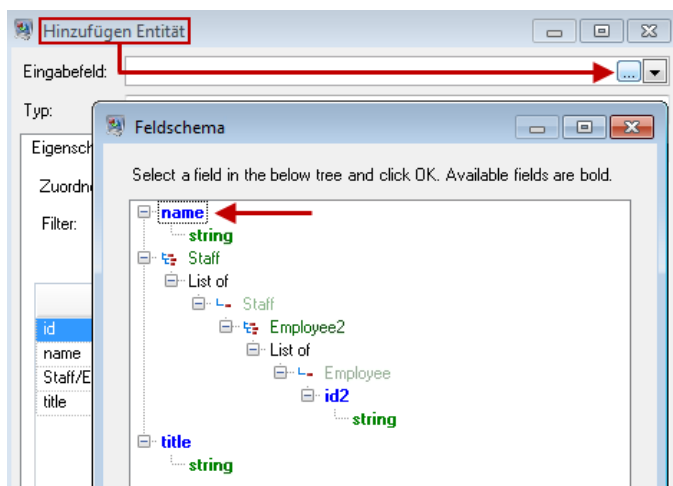 Hinzufügen Entität
Eingabefeld:
Typ:
Feldschema
Eigensch
Select a field in the below tree and click OK. Available fields are bold.
Zuordn
Filter:
name
string
Staff
List of
Staff
Employee2
List of
Employee
id2
string
title
string
id
name
Staff/E
title